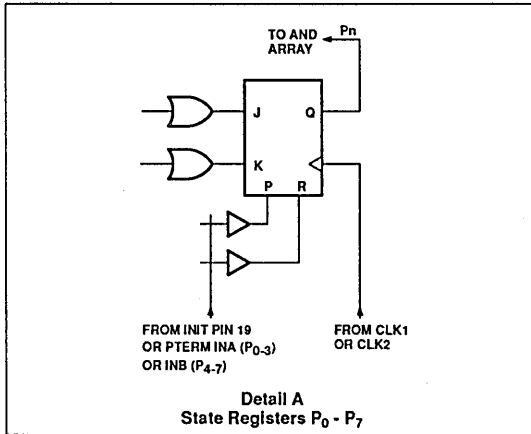 Pn
TO AND
ARRAY
J
Q
K
P
R
FROM INIT PIN 19
OR PTERM INA (P0-3)
OR INB (P4-7)
FROM CLK1
OR CLK2
Detail A
State Registers P0 - P7